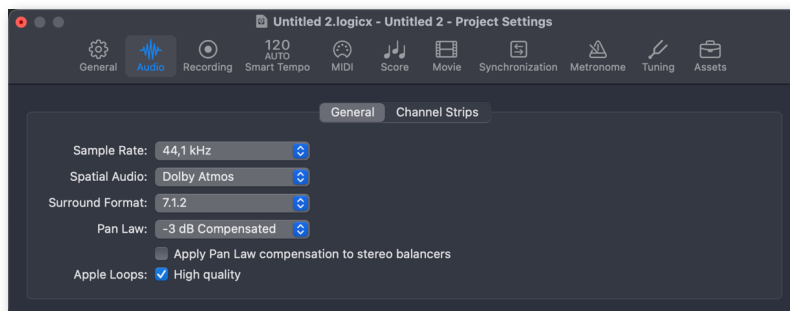 Untitled 2.logicx - Untitled 2 - Project Settings
120
AUTO
General Audio Recording Smart Tempo MIDI Score Movie Synchronization Metronome Tuning Assets
General Channel Strips
Sample Rate: 44,1 kHz
Spatial Audio: Dolby Atmos
Surround Format: 7.1.2
Pan Law: -3 dB Compensated
Apply Pan Law compensation to stereo balancers
Apple Loops: High quality